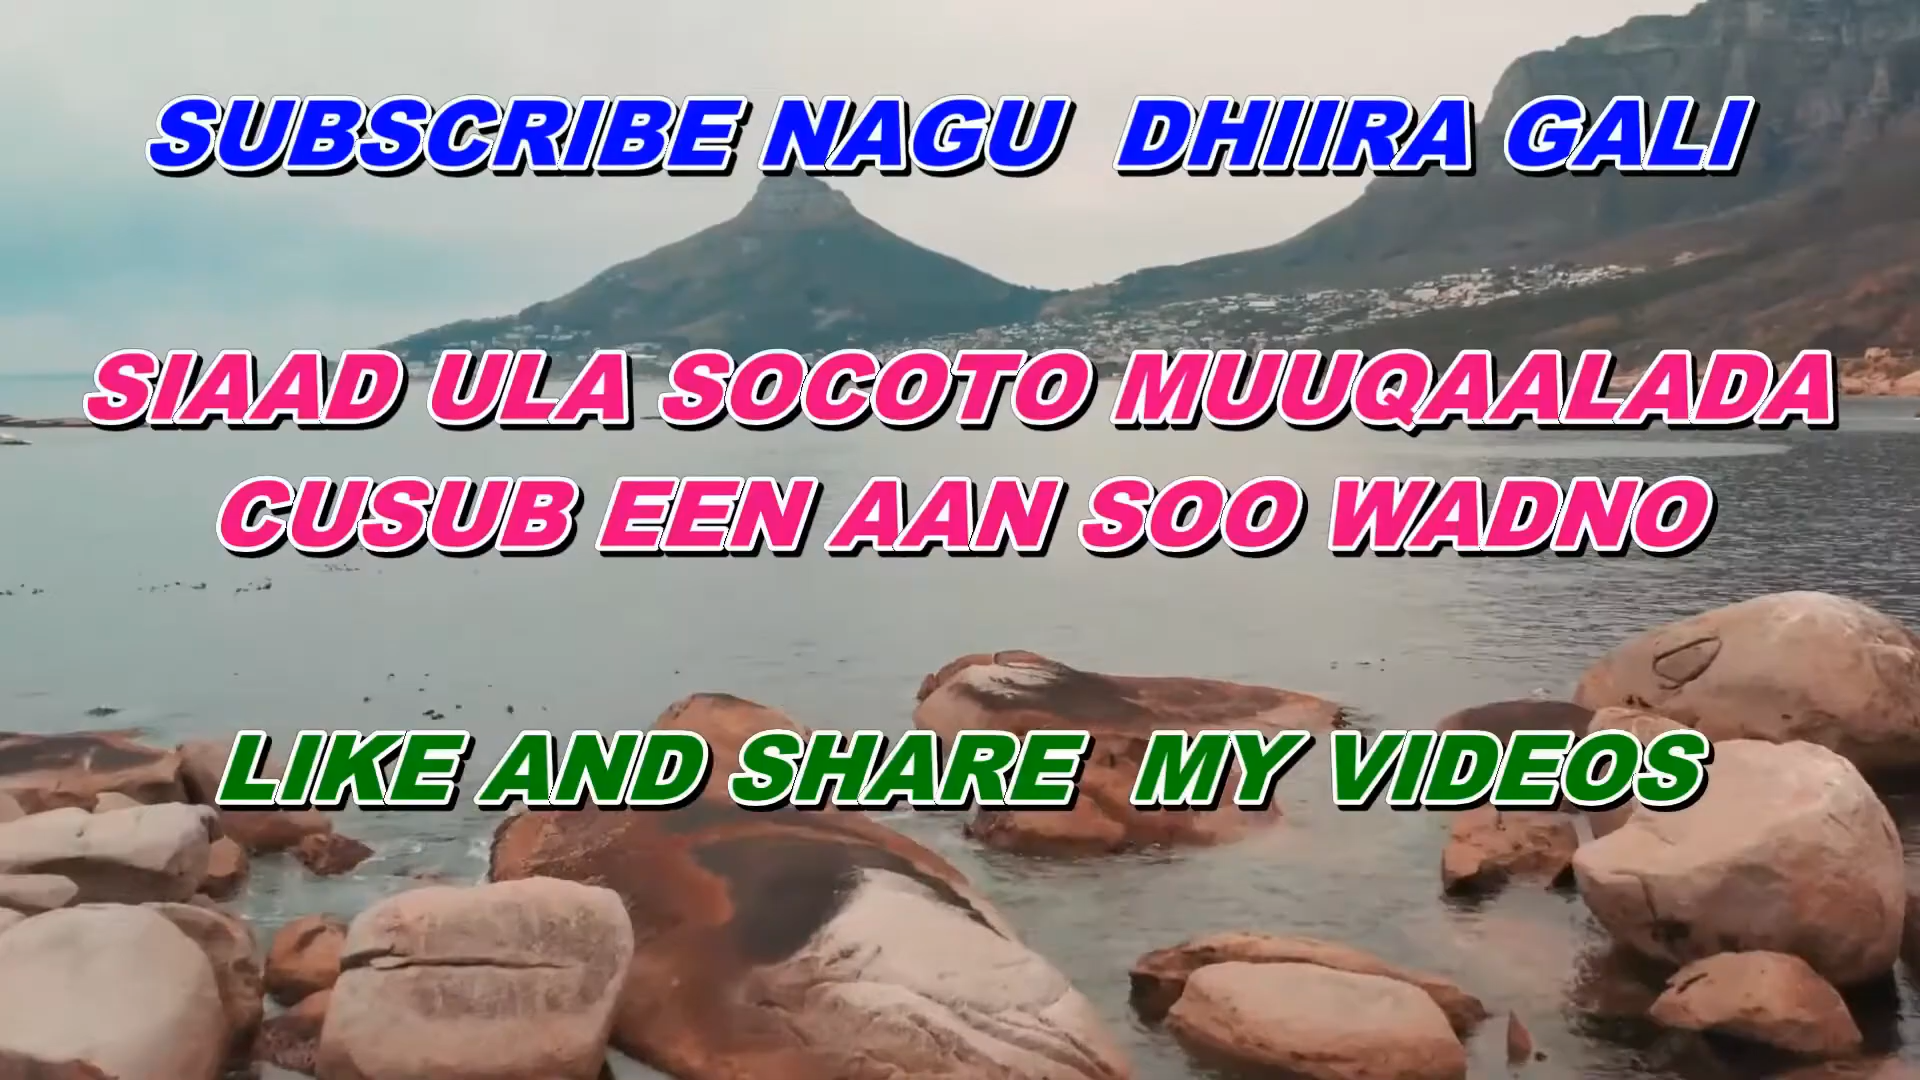 SUBSCRIBE NAGU DHIIRA GALI
SIAAD ULA SOCOTO MUUQAALADA
CUSUB EEN AAN SOO WADNO
LIKE AND SHARE MY VIDEOS